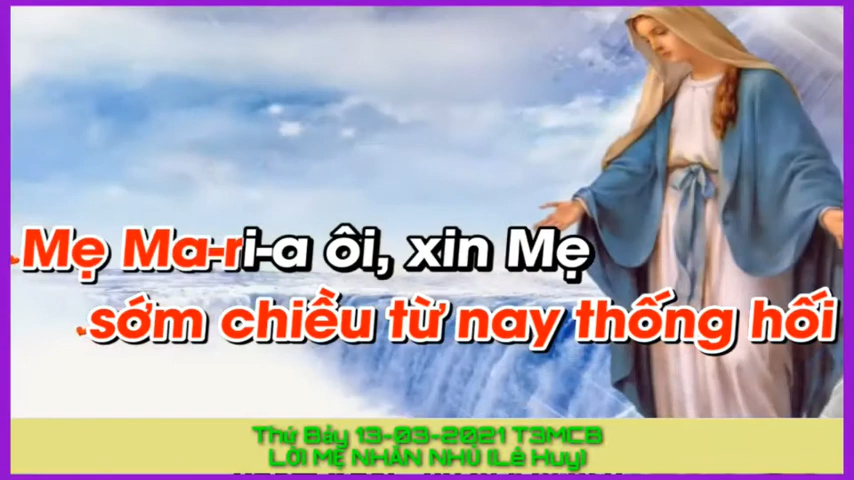 Mẹ Ma-ri-a ôi, xin Mẹ
sớm chiều từ nay thống hối
Thứ Bảy 13-03-2021 T3MCB
LỜI MẸ NHẮN NHỦ (Lê Huy)